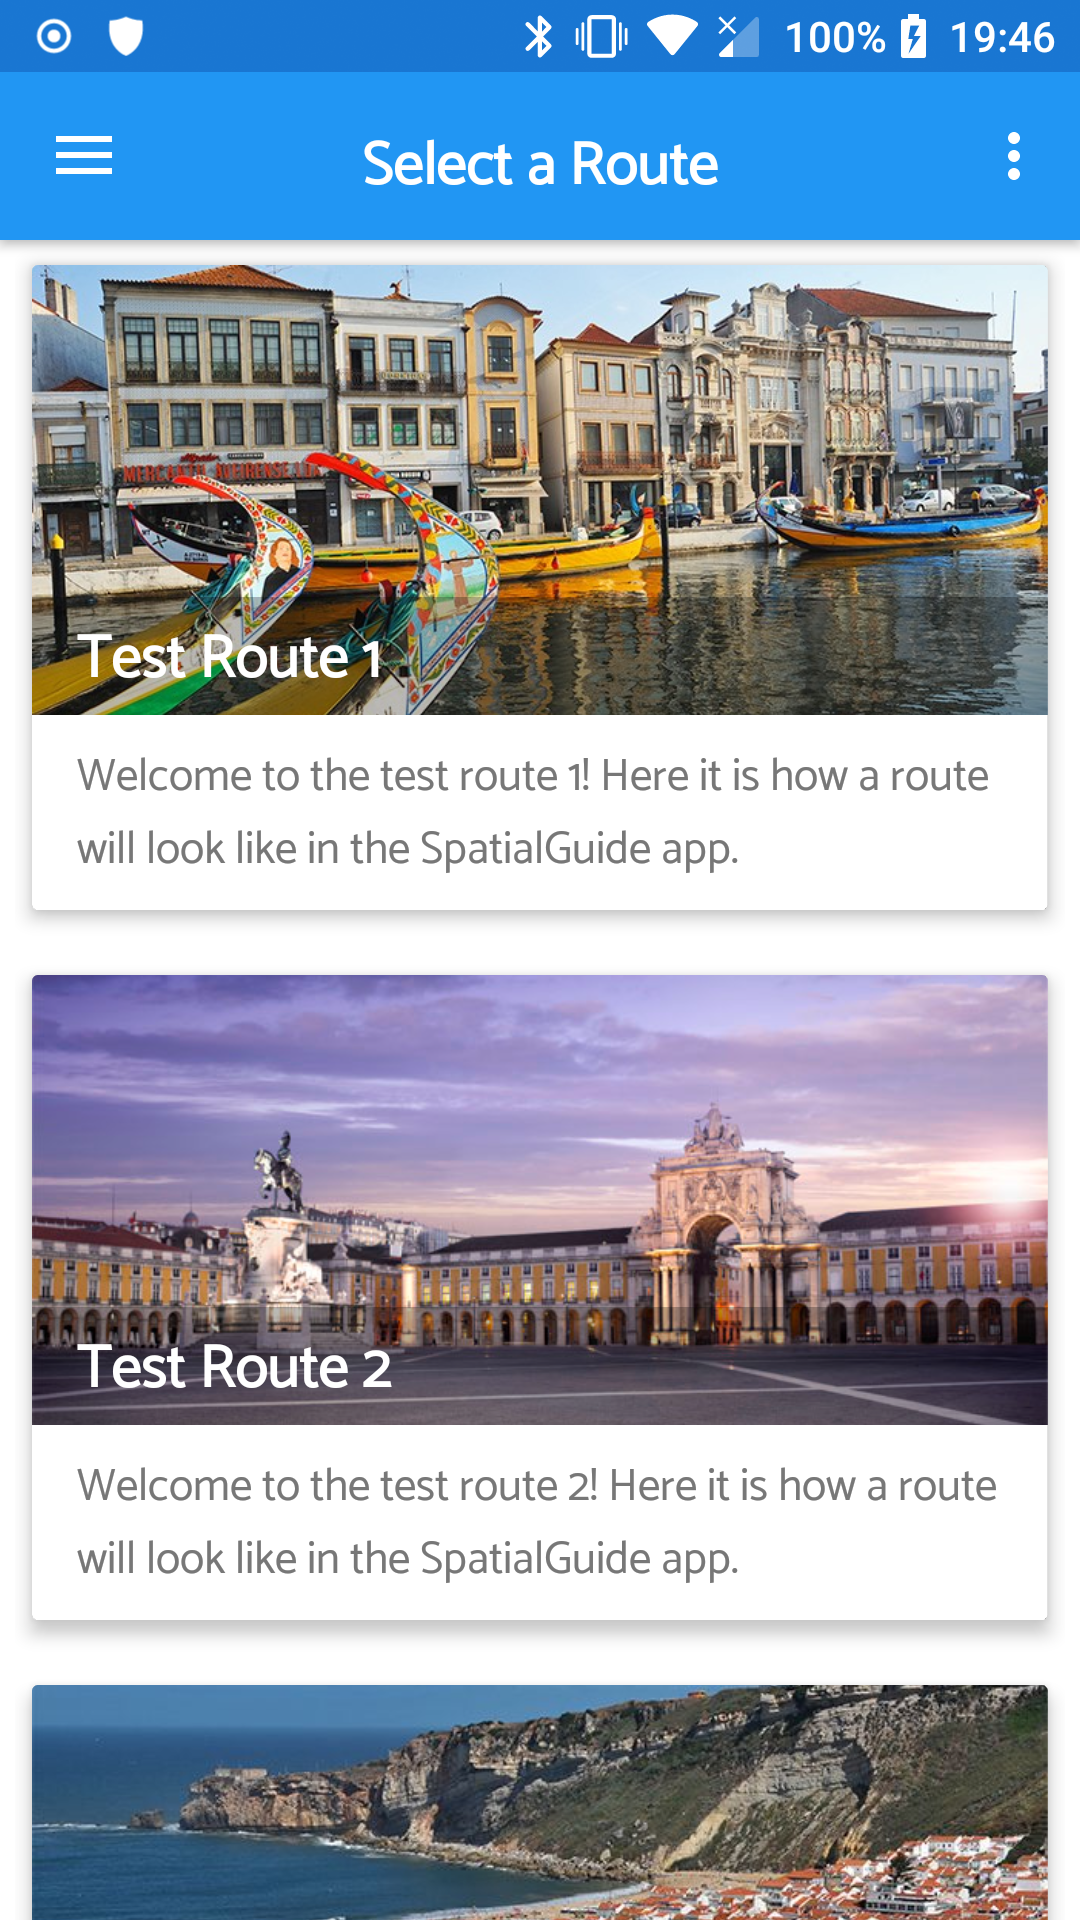 100% 19:46
Select a Route
MERCANTIL AVEIRENSE LDA
Test Route 1
Welcome to the test route 1! Here it is how a route
will look like in the SpatialGuide app.
Test Route 2
Welcome to the test route 2! Here it is how a route
will look like in the SpatialGuide app.